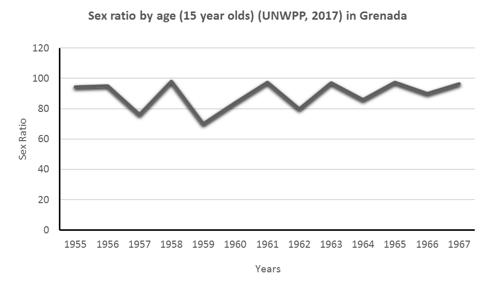 Sex ratio by age (15 year olds) (UNWPP, 2017) in Grenada
120
100
80
60
40
20
0
Sex Ratio
1955 1956 1957 1958 1959 1960 1961 1962 1963 1964 1965 1966 1967
Years